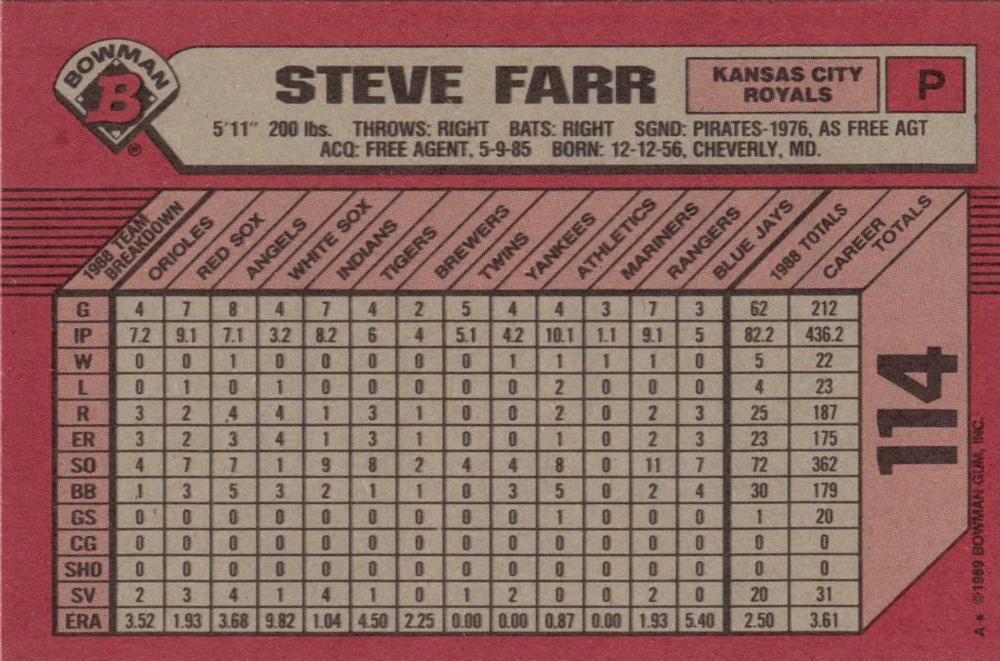 BOWMAN
B
®
STEVE FARR
KANSAS CITY
ROYALS
P
5'11" 200 lbs. THROWS: RIGHT BATS: RIGHT SGND: PIRATES-1976, AS FREE AGT
ACQ: FREE AGENT, 5-9-85 BORN: 12-12-56, CHEVERLY, MD.
1988 TEAM
BREAKDOWN
ORIOLES
RED SOX
ANGELS
WHITE SOX
INDIANS
TIGERS
BREWERS
TWINS
YANKEES
ATHLETICS
MARINERS
RANGERS
BLUE JAYS
1988 TOTALS
CAREER
TOTALS
G 4 7 8 4 7 4 2 5 4 4 3 7 3 62 212
IP 7.2 9.1 7.1 3.2 8.2 6 4 5.1 4.2 10.1 1.1 9.1 5 82.2 436.2
W 0 0 1 0 0 0 0 0 1 1 1 1 0 5 22
L 0 1 0 1 0 0 0 0 0 2 0 0 0 4 23
R 3 2 4 4 1 3 1 0 0 2 0 2 3 25 187
ER 3 2 3 4 1 3 1 0 0 1 0 2 3 23 175
SO 4 7 7 1 9 8 2 4 4 8 0 11 7 72 362
BB 1 3 5 3 2 1 1 0 3 5 0 2 4 30 179
GS 0 0 0 0 0 0 0 0 0 1 0 0 0 1 20
CG 0 0 0 0 0 0 0 0 0 0 0 0 0 0 0
SHO 0 0 0 0 0 0 0 0 0 0 0 0 0 0 0
SV 2 3 4 1 4 1 0 1 2 0 0 2 0 20 31
ERA 3.52 1.93 3.68 9.82 1.04 4.50 2.25 0.00 0.00 0.87 0.00 1.93 5.40 2.50 3.61
114
A* ©1989 BOWMAN GUM, INC.